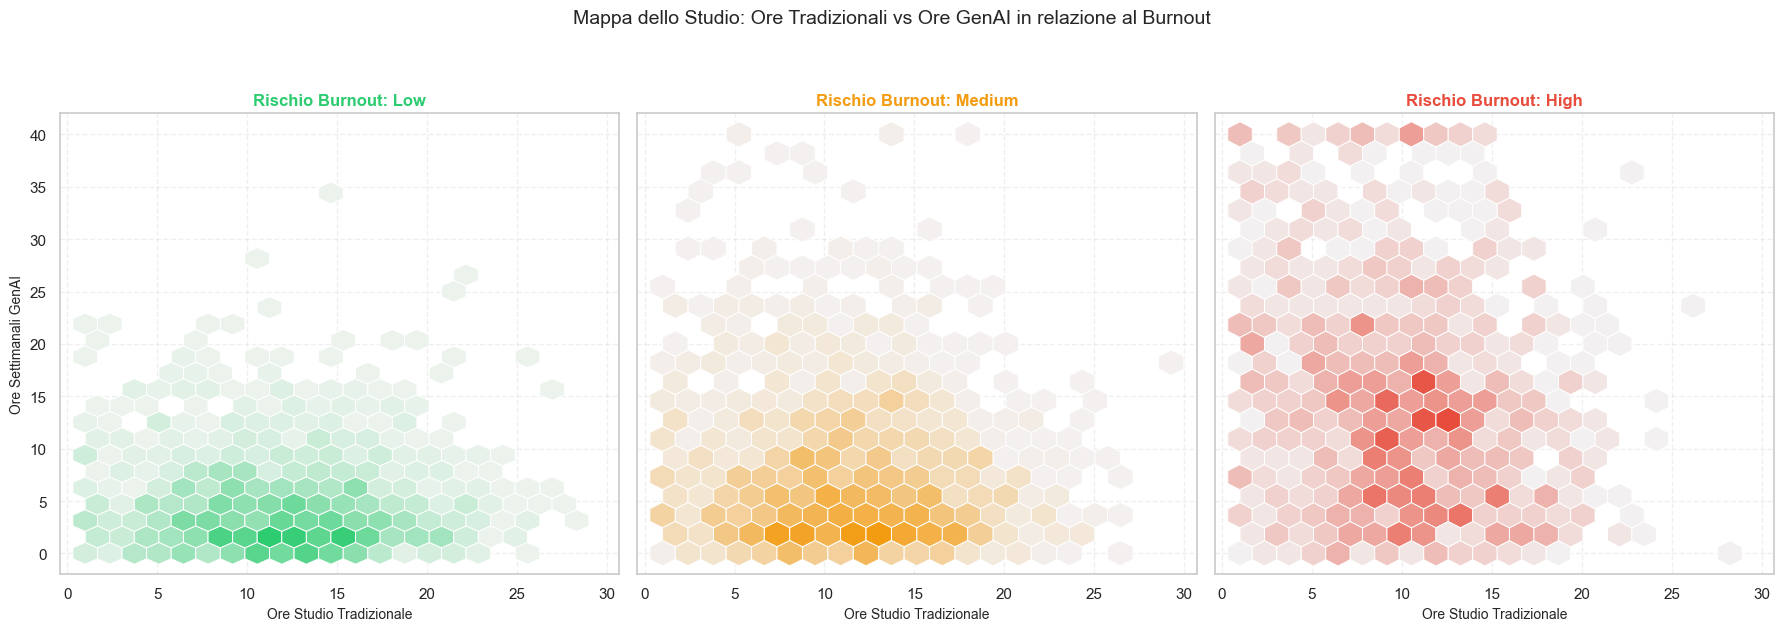 Mappa dello Studio: Ore Tradizionali vs Ore GenAI in relazione al Burnout
Rischio Burnout: Low
Rischio Burnout: Medium
Rischio Burnout: High
Ore Settimanali GenAI
40
35
30
25
20
15
10
5
0
0 5 10 15 20 25 30
0 5 10 15 20 25 30
0 5 10 15 20 25 30
Ore Studio Tradizionale
Ore Studio Tradizionale
Ore Studio Tradizionale